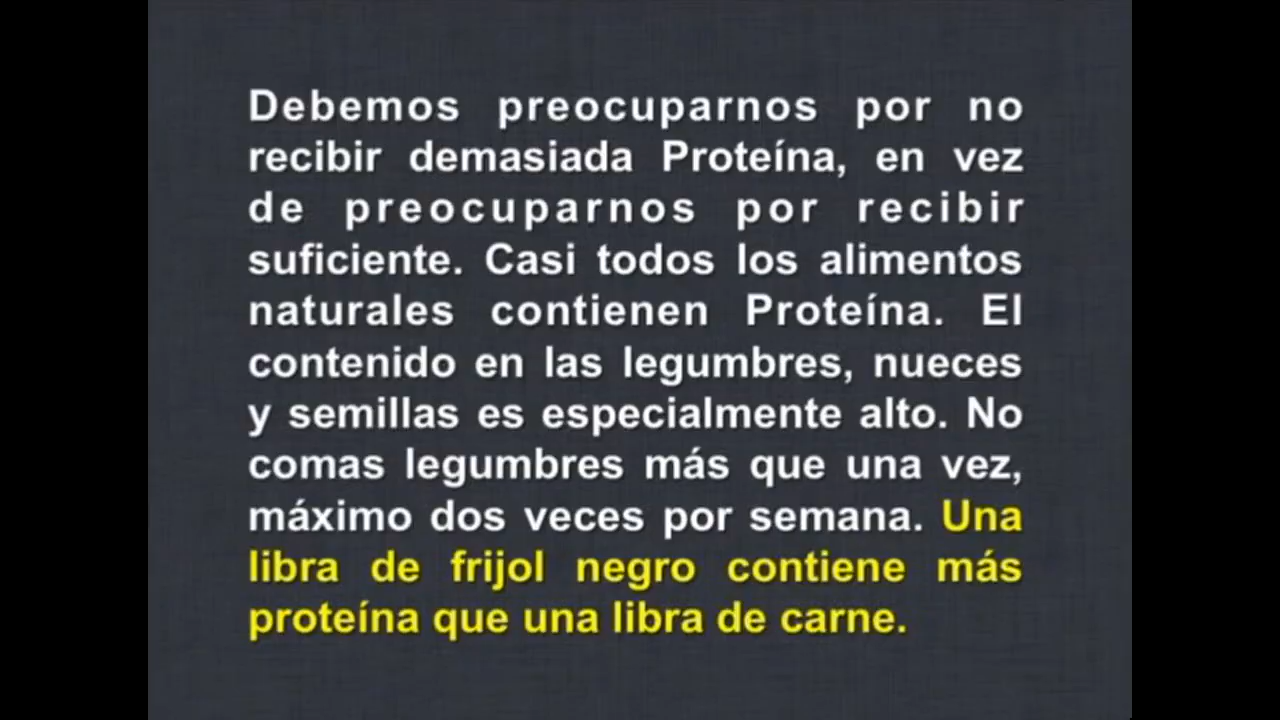 Debemos preocuparnos por no
recibir demasiada Proteína, en vez
de preocuparnos por recibir
suficiente. Casi todos los alimentos
naturales contienen Proteína. El
contenido en las legumbres, nueces
y semillas es especialmente alto. No
comas legumbres más que una vez,
máximo dos veces por semana. Una
libra de frijol negro contiene más
proteína que una libra de carne.